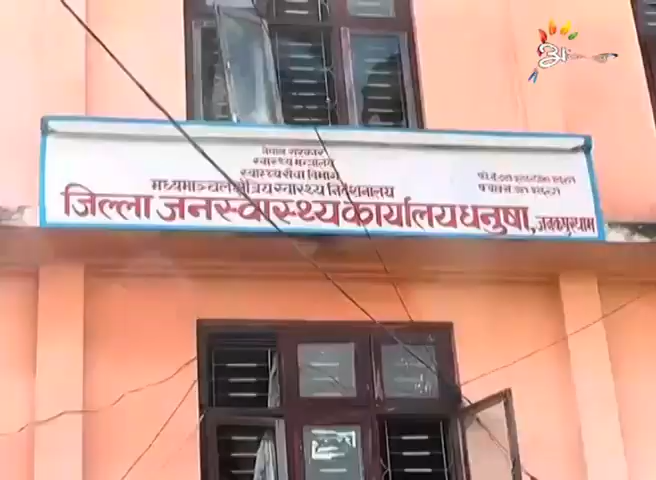 नेपाल सरकार
स्वास्थ्य मन्त्रालय
स्वास्थ्य सेवा विभाग
मध्यमाञ्चल क्षेत्रिय स्वास्थ्य निर्देशनालय
जिल्ला जनस्वास्थ्य कार्यालय धनुषा, जनकपुरधाम